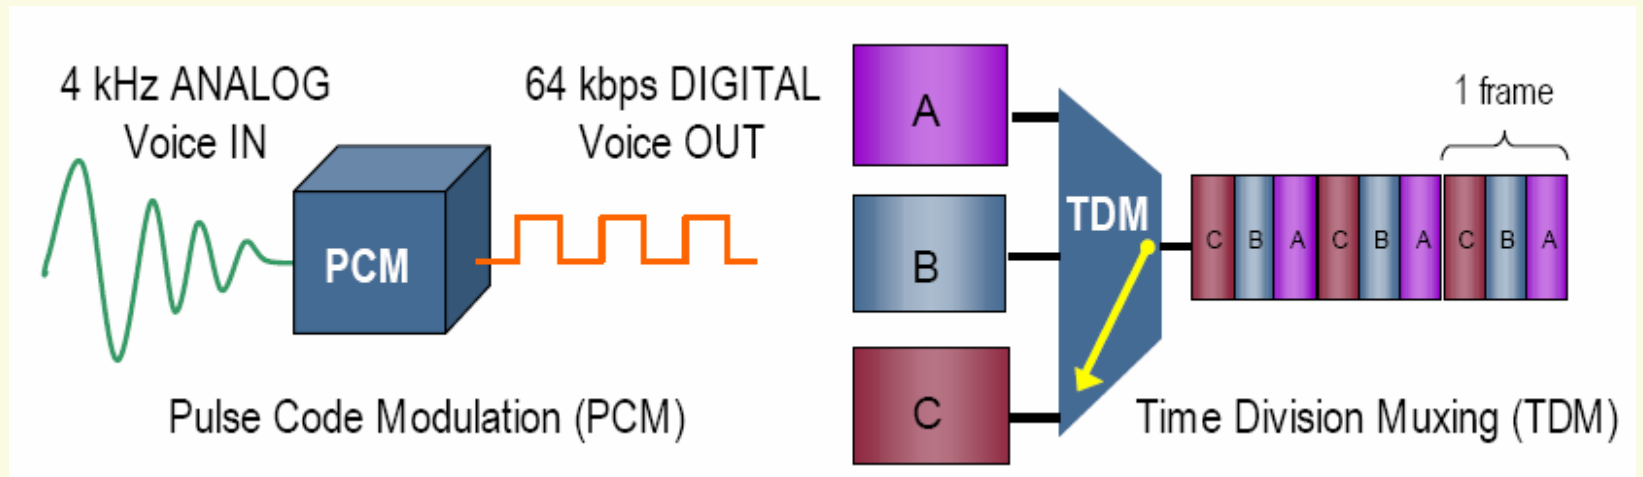 4 kHz ANALOG
Voice IN
64 kbps DIGITAL
Voice OUT
PCM
Pulse Code Modulation (PCM)
A
B
C
TDM
1 frame
C B A C B A C B A
Time Division Muxing (TDM)